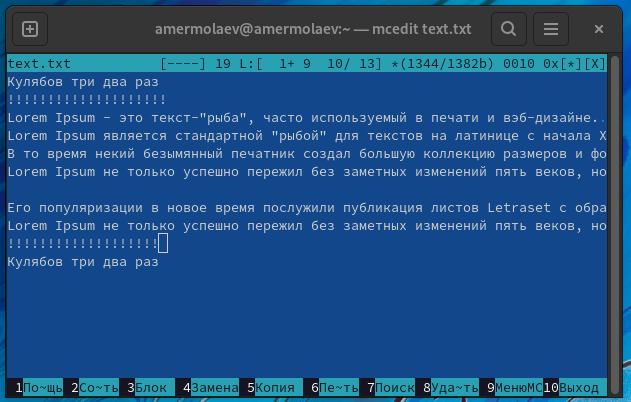 amermolaev@amermolaev:~ — mcedit text.txt
text.txt [----] 19 L:[ 1+ 9 10/ 13] *(1344/1382b) 0010 0x[*][X]
Кулябов три два раз
!!!!!!!!!!!!!!!!!!!!
Lorem Ipsum - это текст-"рыба", часто используемый в печати и вэб-дизайне..
Lorem Ipsum является стандартной "рыбой" для текстов на латинице с начала X
В то время некий безымянный печатник создал большую коллекцию размеров и фо
Lorem Ipsum не только успешно пережил без заметных изменений пять веков, но
Его популяризации в новое время послужили публикация листов Letraset с обра
Lorem Ipsum не только успешно пережил без заметных изменений пять веков, но
!!!!!!!!!!!!!!!!!!!
Кулябов три два раз
1По~щь 2Со~ть 3Блок 4Замена 5Копия 6Пе~ть 7Поиск 8Уда~ть 9МенюMC 10Выход